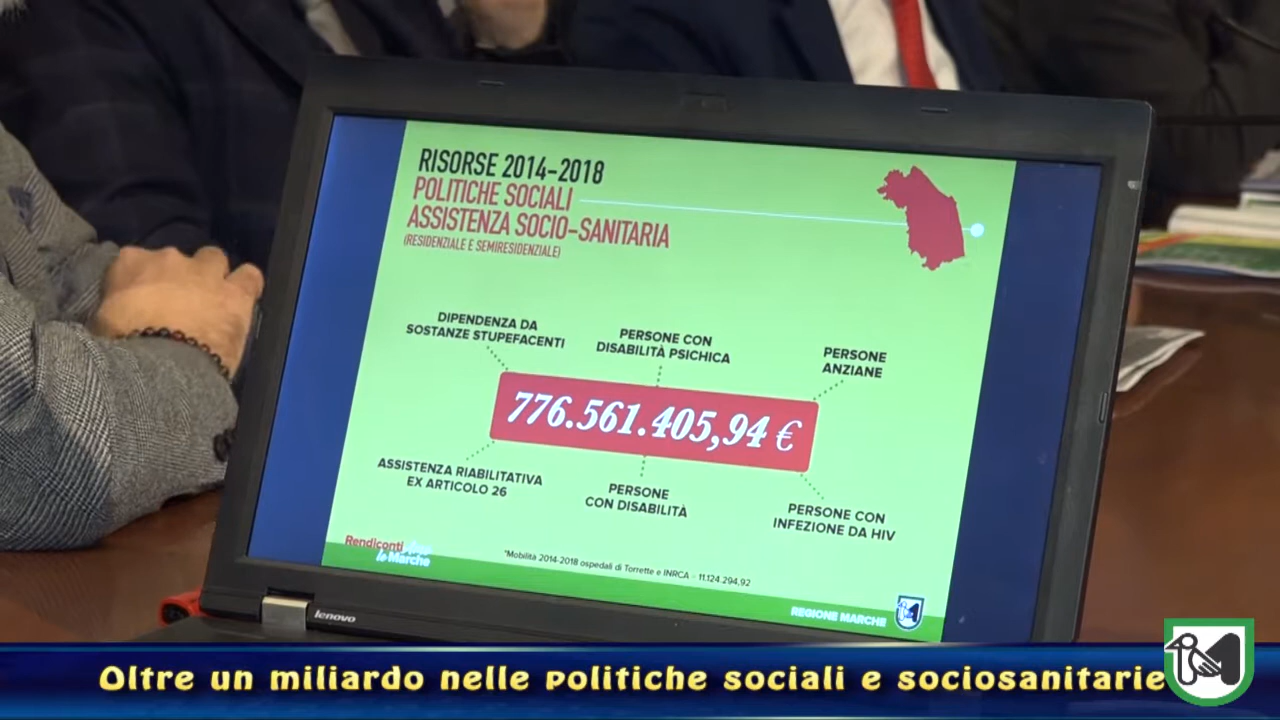 RISORSE 2014-2018
POLITICHE SOCIALI
ASSISTENZA SOCIO-SANITARIA
(RESIDENZIALE E SEMIRESIDENZIALE)
DIPENDENZA DA
SOSTANZE STUPEFACENTI
PERSONE CON
DISABILITÀ PSICHICA
PERSONE
ANZIANE
776.561.405,94 €
ASSISTENZA RIABILITATIVA
EX ARTICOLO 26
PERSONE
CON DISABILITÀ
PERSONE CON
INFEZIONE DA HIV
Rendiconti
le Marche
*Mobilità 2014-2018 ospedali di Torrette e INRCA - 11.124.294.92
REGIONE MARCHE
lenovo
Oltre un miliardo nelle politiche sociali e sociosanitarie